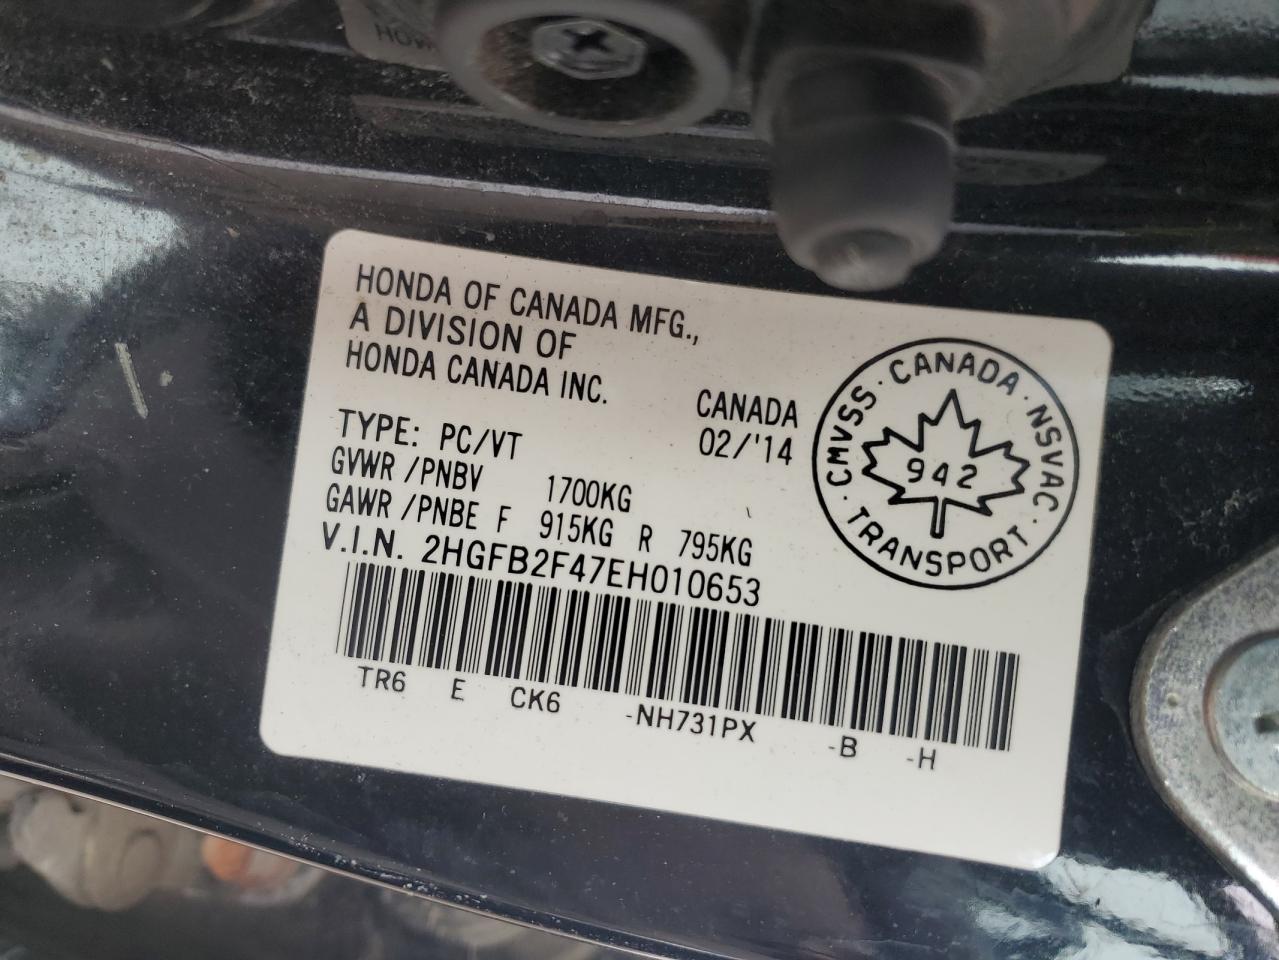 HONDA OF CANADA MFG.,
A DIVISION OF
HONDA CANADA INC.
CANADA
02/'14
TYPE: PC/VT
GVWR /PNBV 1700KG
GAWR /PNBE F 915KG R 795KG
V.I.N. 2HGFB2F47EH010653
TR6 E CK6 -NH731PX -B -H
· CANADA · NSVAC · TRANSPORT · CMVSS
942